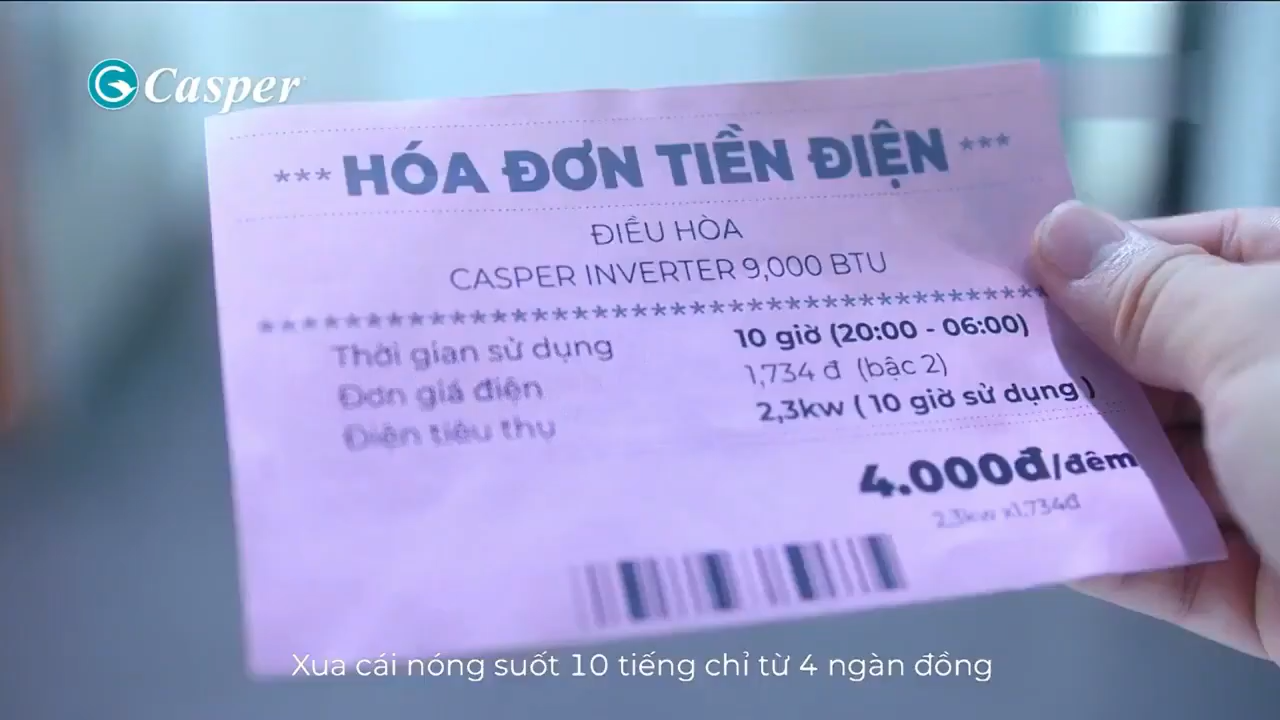 Casper
*** HÓA ĐƠN TIỀN ĐIỆN ***
ĐIỀU HÒA
CASPER INVERTER 9,000 BTU
****************************************
Thời gian sử dụng 10 giờ (20:00 - 06:00)
Đơn giá điện 1,734 đ (bậc 2)
Điện tiêu thụ 2,3kw ( 10 giờ sử dụng )
4.000đ/đêm
2,3kw x1,734đ
Xua cái nóng suốt 10 tiếng chỉ từ 4 ngàn đồng